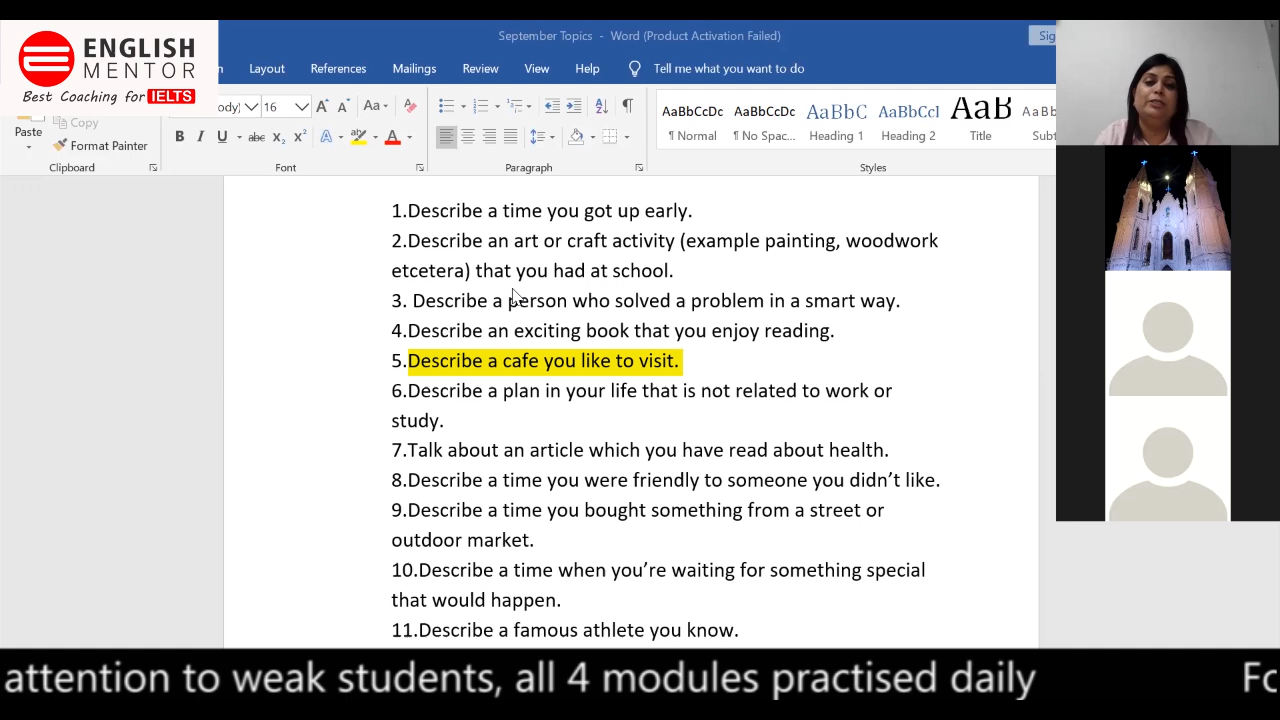 ENGLISH
MENTOR
Best Coaching for IELTS
September Topics - Word (Product Activation Failed)
Sig
Layout References Mailings Review View Help Tell me what you want to do
16
Aa
Paste
Copy
Format Painter
B I U abc x₂ x² A A
AaBbCcDc AaBbCcDc AaBbC AaBbCcI AaB AaBb
¶ Normal ¶ No Spac... Heading 1 Heading 2 Title Subt
Clipboard Font Paragraph Styles
1.Describe a time you got up early.
2.Describe an art or craft activity (example painting, woodwork
etcetera) that you had at school.
3. Describe a person who solved a problem in a smart way.
4.Describe an exciting book that you enjoy reading.
5.Describe a cafe you like to visit.
6.Describe a plan in your life that is not related to work or
study.
7.Talk about an article which you have read about health.
8.Describe a time you were friendly to someone you didn’t like.
9.Describe a time you bought something from a street or
outdoor market.
10.Describe a time when you’re waiting for something special
that would happen.
11.Describe a famous athlete you know.
attention to weak students, all 4 modules practised daily Fo